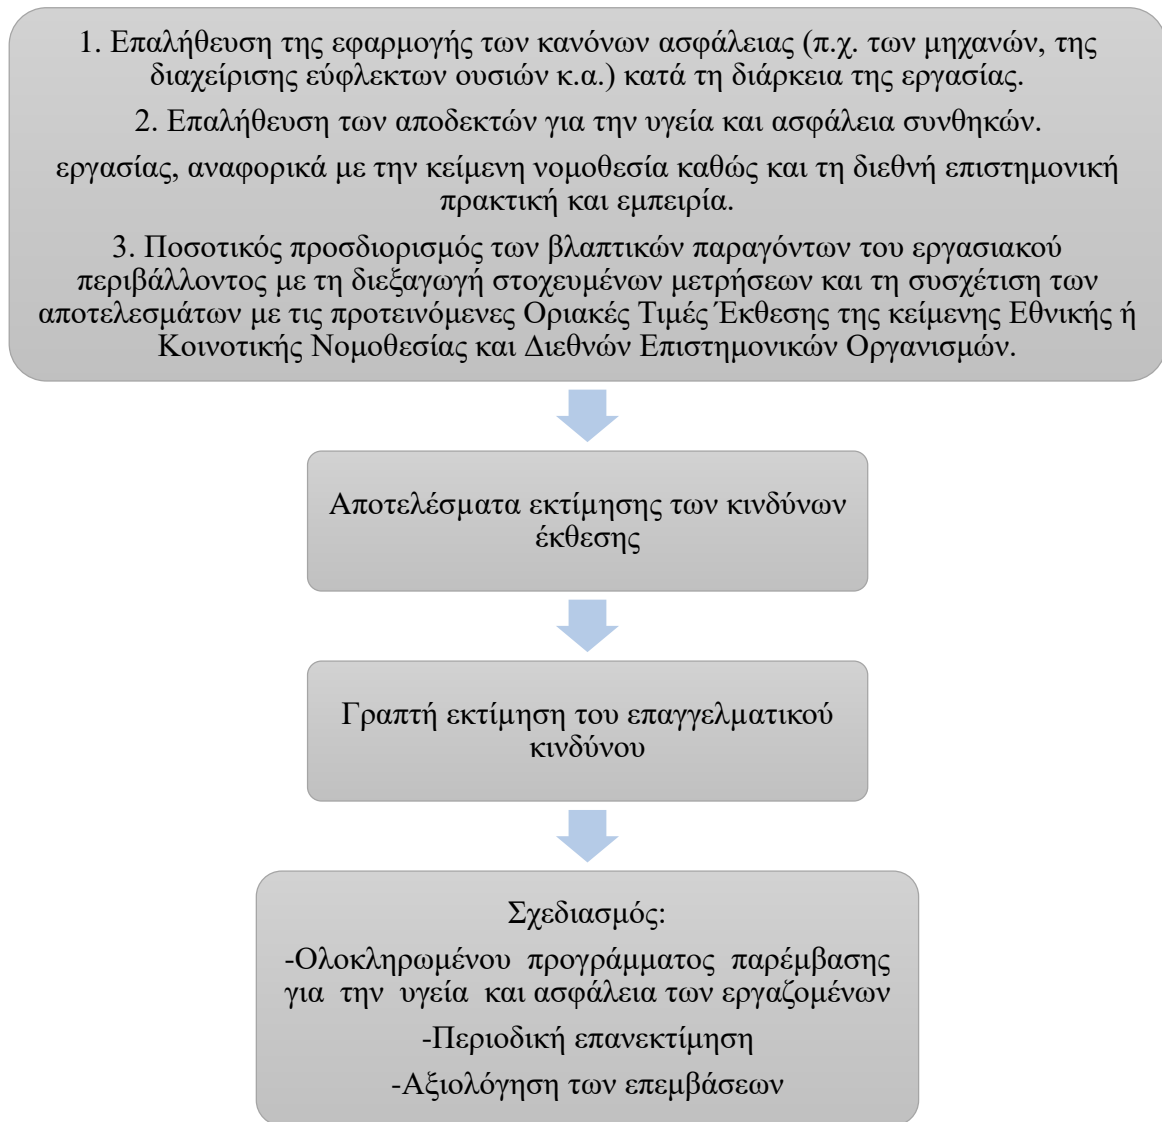 1. Επαλήθευση της εφαρμογής των κανόνων ασφάλειας (π.χ. των μηχανών, της
διαχείρισης εύφλεκτων ουσιών κ.α.) κατά τη διάρκεια της εργασίας.
2. Επαλήθευση των αποδεκτών για την υγεία και ασφάλεια συνθηκών.
εργασίας, αναφορικά με την κείμενη νομοθεσία καθώς και τη διεθνή επιστημονική
πρακτική και εμπειρία.
3. Ποσοτικός προσδιορισμός των βλαπτικών παραγόντων του εργασιακού
περιβάλλοντος με τη διεξαγωγή στοχευμένων μετρήσεων και τη συσχέτιση των
αποτελεσμάτων με τις προτεινόμενες Οριακές Τιμές Έκθεσης της κείμενης Εθνικής ή
Κοινοτικής Νομοθεσίας και Διεθνών Επιστημονικών Οργανισμών.
Αποτελέσματα εκτίμησης των κινδύνων
έκθεσης
Γραπτή εκτίμηση του επαγγελματικού
κινδύνου
Σχεδιασμός:
-Ολοκληρωμένου προγράμματος παρέμβασης
για την υγεία και ασφάλεια των εργαζομένων
-Περιοδική επανεκτίμηση
-Αξιολόγηση των επεμβάσεων